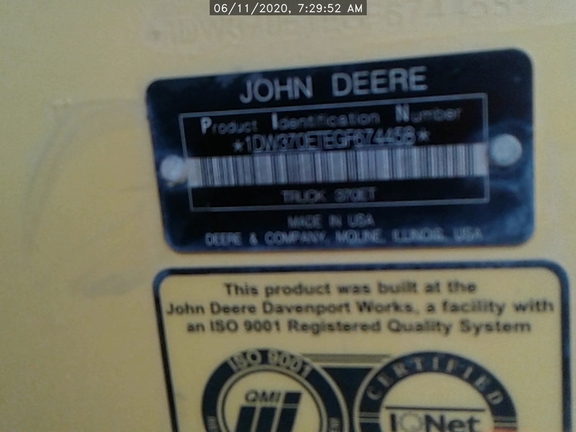 06/11/2020, 7:29:52 AM
JOHN DEERE
Product Identification Number
TRUCK 370ET
MADE IN USA
DEERE & COMPANY, MOLINE, ILLINOIS, USA
This product was built at the
John Deere Davenport Works, a facility with
an ISO 9001 Registered Quality System
ISO 9001
QMI
CERTIFIED
IQNet